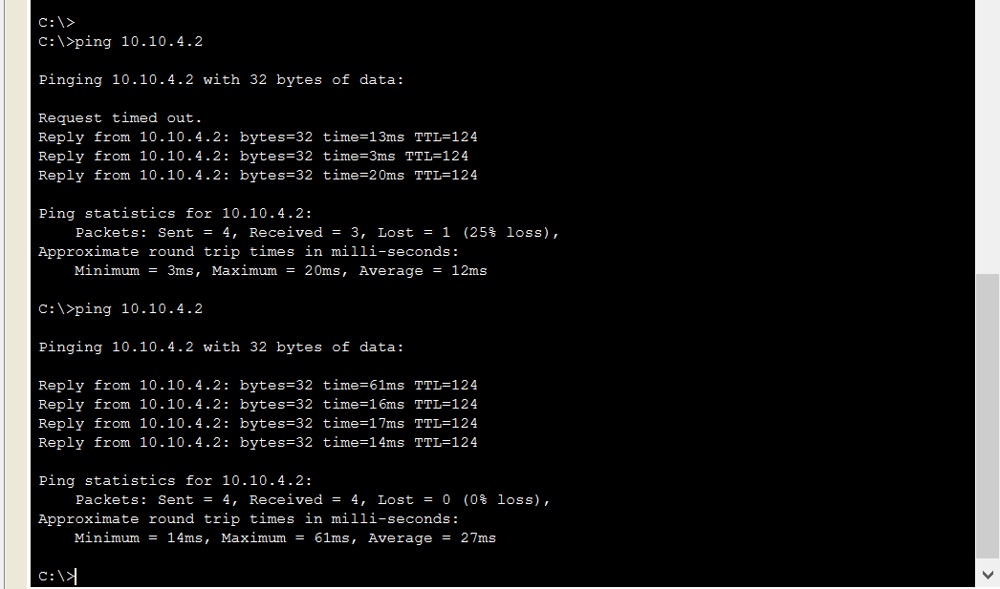 C:\>
C:\>ping 10.10.4.2
Pinging 10.10.4.2 with 32 bytes of data:
Request timed out.
Reply from 10.10.4.2: bytes=32 time=13ms TTL=124
Reply from 10.10.4.2: bytes=32 time=3ms TTL=124
Reply from 10.10.4.2: bytes=32 time=20ms TTL=124
Ping statistics for 10.10.4.2:
Packets: Sent = 4, Received = 3, Lost = 1 (25% loss),
Approximate round trip times in milli-seconds:
Minimum = 3ms, Maximum = 20ms, Average = 12ms
C:\>ping 10.10.4.2
Pinging 10.10.4.2 with 32 bytes of data:
Reply from 10.10.4.2: bytes=32 time=61ms TTL=124
Reply from 10.10.4.2: bytes=32 time=16ms TTL=124
Reply from 10.10.4.2: bytes=32 time=17ms TTL=124
Reply from 10.10.4.2: bytes=32 time=14ms TTL=124
Ping statistics for 10.10.4.2:
Packets: Sent = 4, Received = 4, Lost = 0 (0% loss),
Approximate round trip times in milli-seconds:
Minimum = 14ms, Maximum = 61ms, Average = 27ms
C:\>